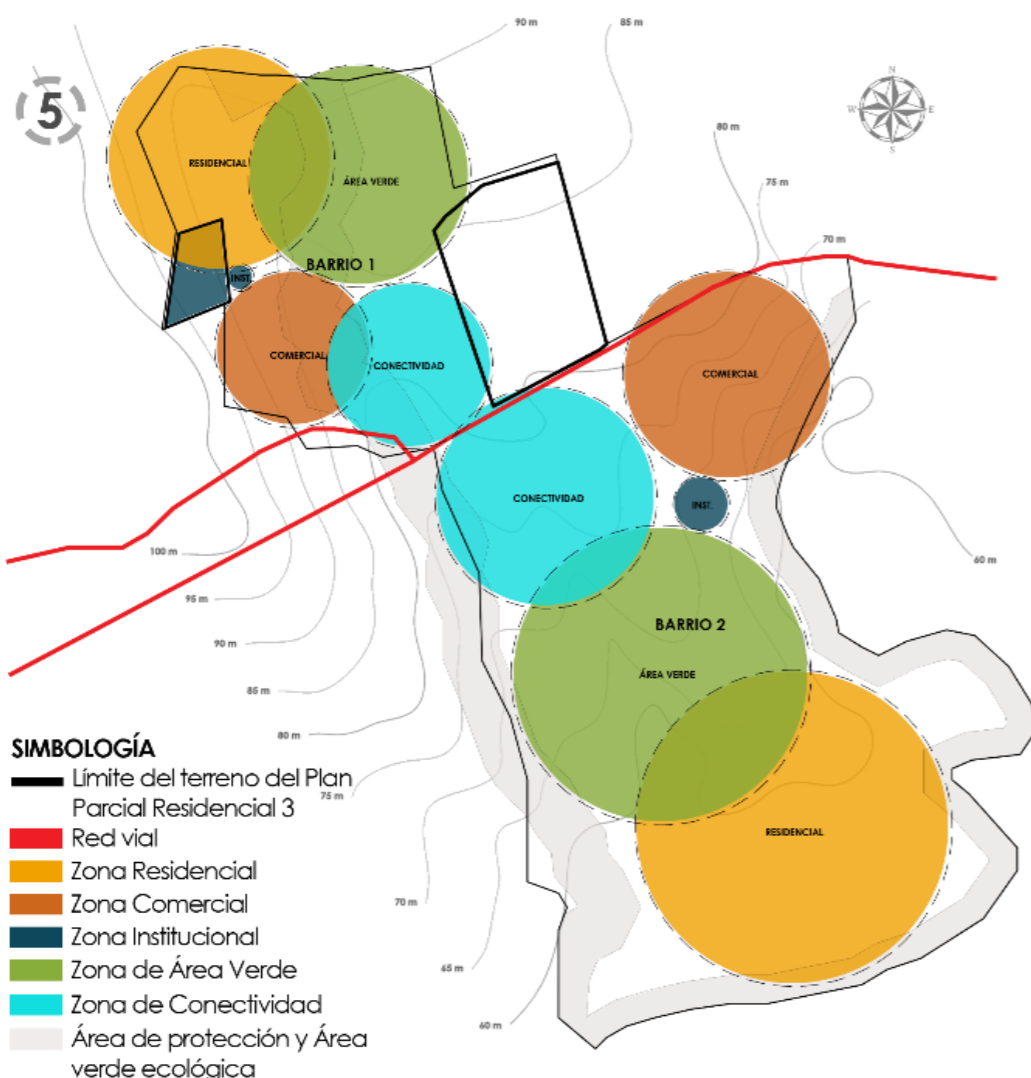 90 m
85 m
5
N
W E
S
80 m
RESIDENCIAL
ÁREA VERDE
75 m
70 m
BARRIO 1
INST.
COMERCIAL
CONECTIVIDAD
COMERCIAL
CONECTIVIDAD
INST.
100 m
60 m
95 m
BARRIO 2
90 m
ÁREA VERDE
85 m
80 m
SIMBOLOGÍA
Límite del terreno del Plan
Parcial Residencial 3
75 m
Red vial
RESIDENCIAL
Zona Residencial
Zona Comercial
70 m
Zona Institucional
Zona de Área Verde
65 m
Zona de Conectividad
60 m
Área de protección y Área
verde ecológica